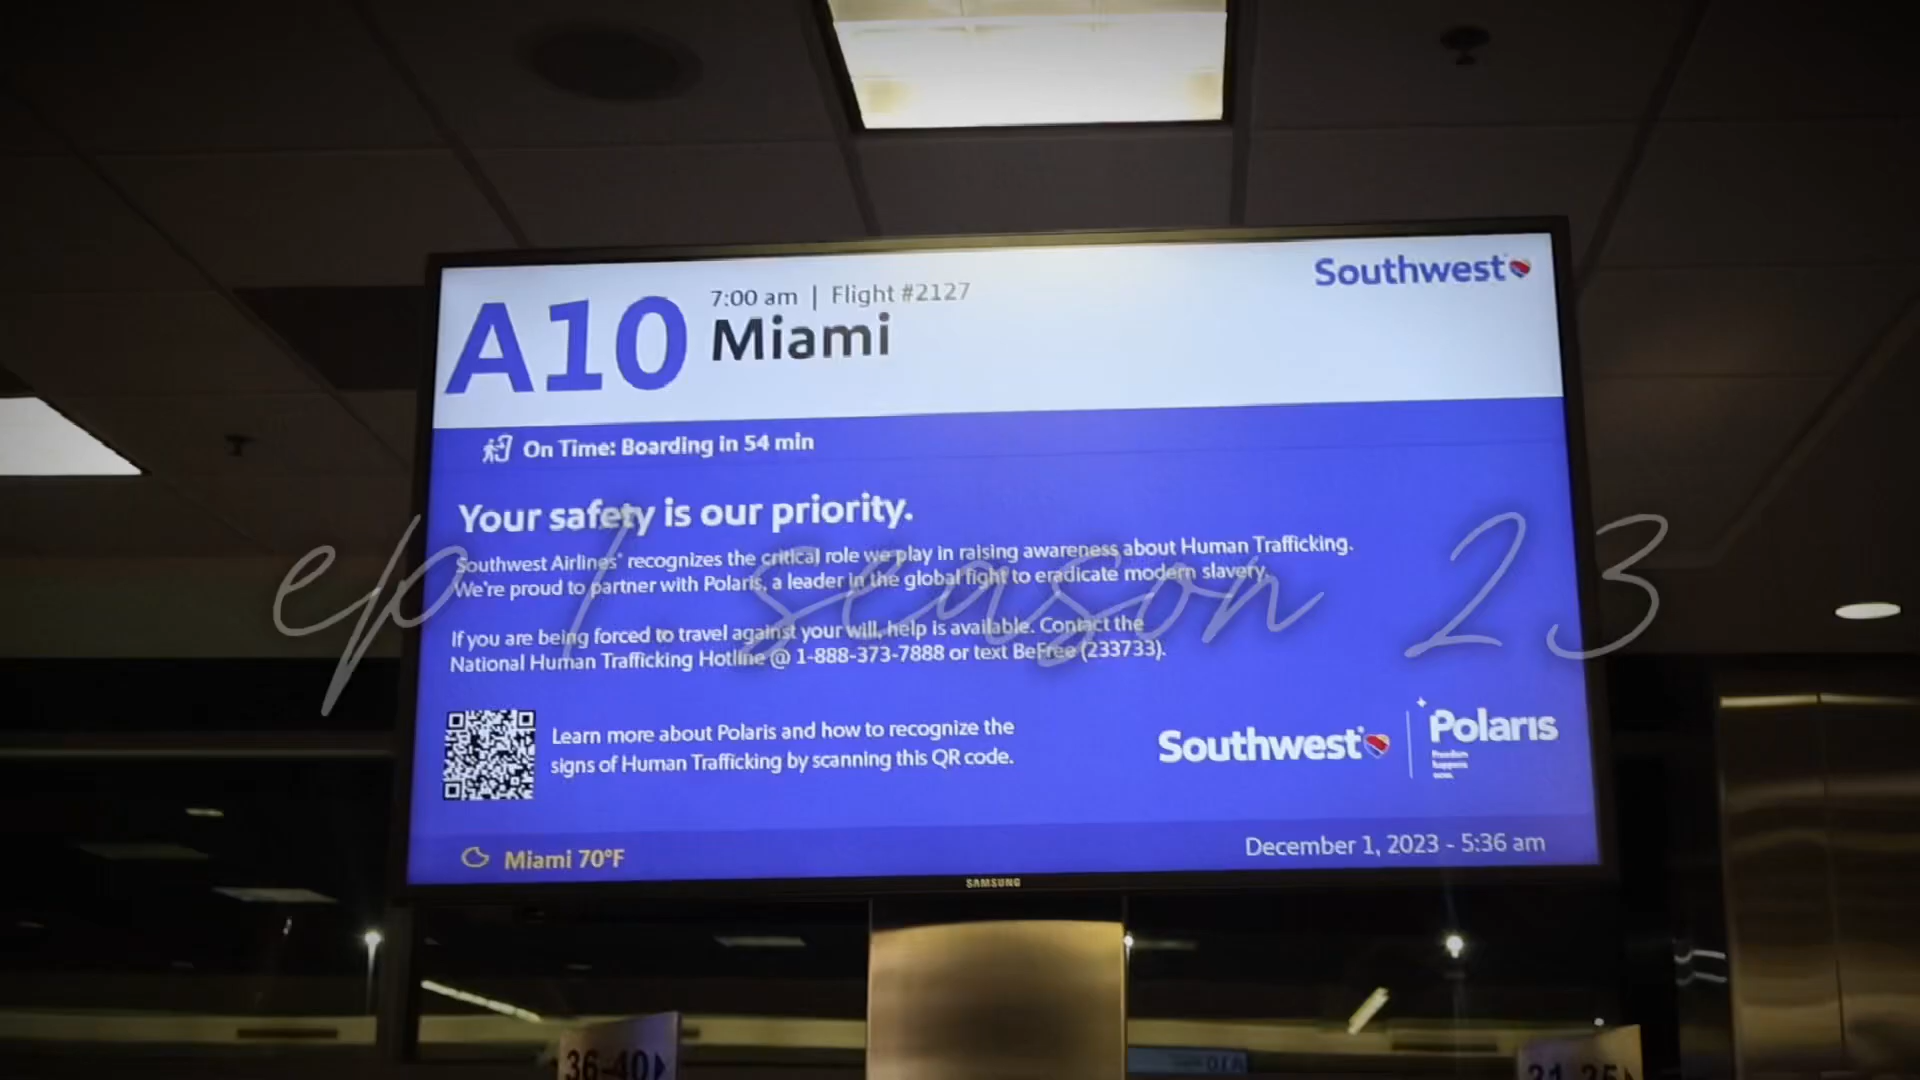 Southwest
A10
7:00 am | Flight #2127
Miami
On Time: Boarding in 54 min
Your safety is our priority.
Southwest Airlines® recognizes the critical role we play in raising awareness about Human Trafficking.
We're proud to partner with Polaris, a leader in the global fight to eradicate modern slavery.
ep 1 season 23
If you are being forced to travel against your will, help is available. Contact the
National Human Trafficking Hotline @ 1-888-373-7888 or text BeFree (233733).
Learn more about Polaris and how to recognize the
signs of Human Trafficking by scanning this QR code.
Southwest | Polaris
Freedom
happens
now.
Miami 70°F
December 1, 2023 - 5:36 am
SAMSUNG
36-40
31-35